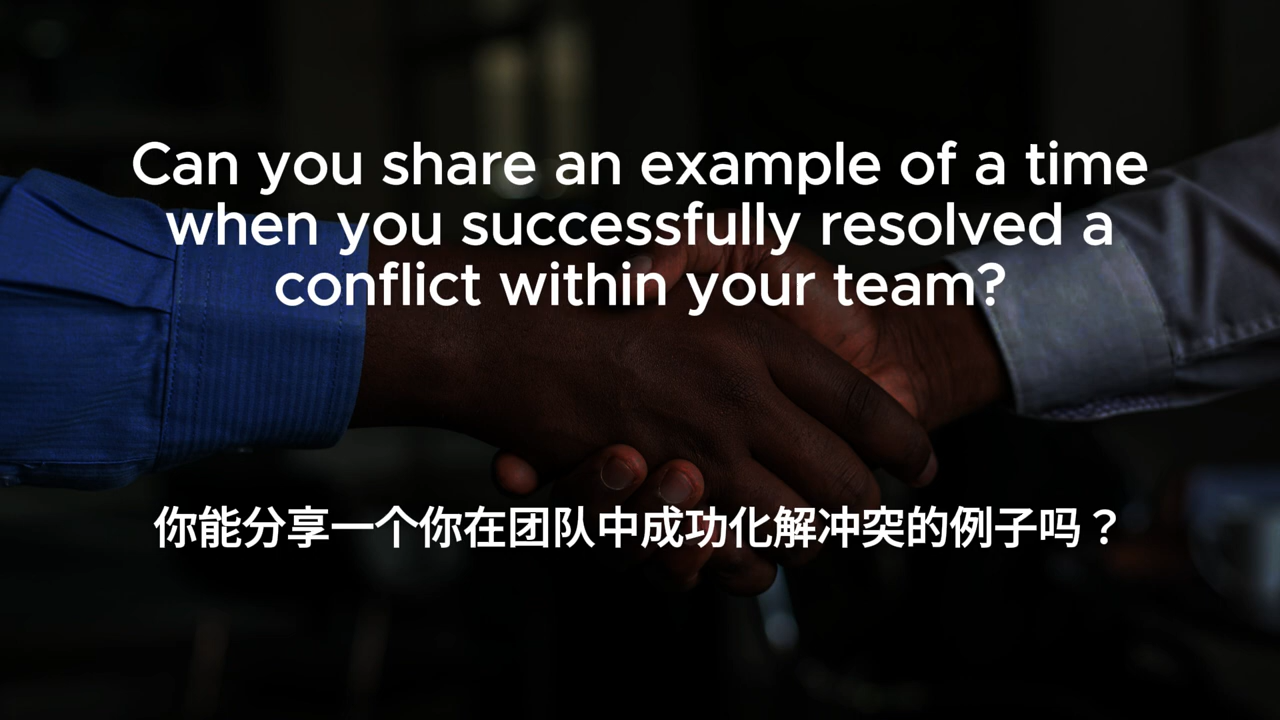 Can you share an example of a time
when you successfully resolved a
conflict within your team?
你能分享一个你在团队中成功化解冲突的例子吗？